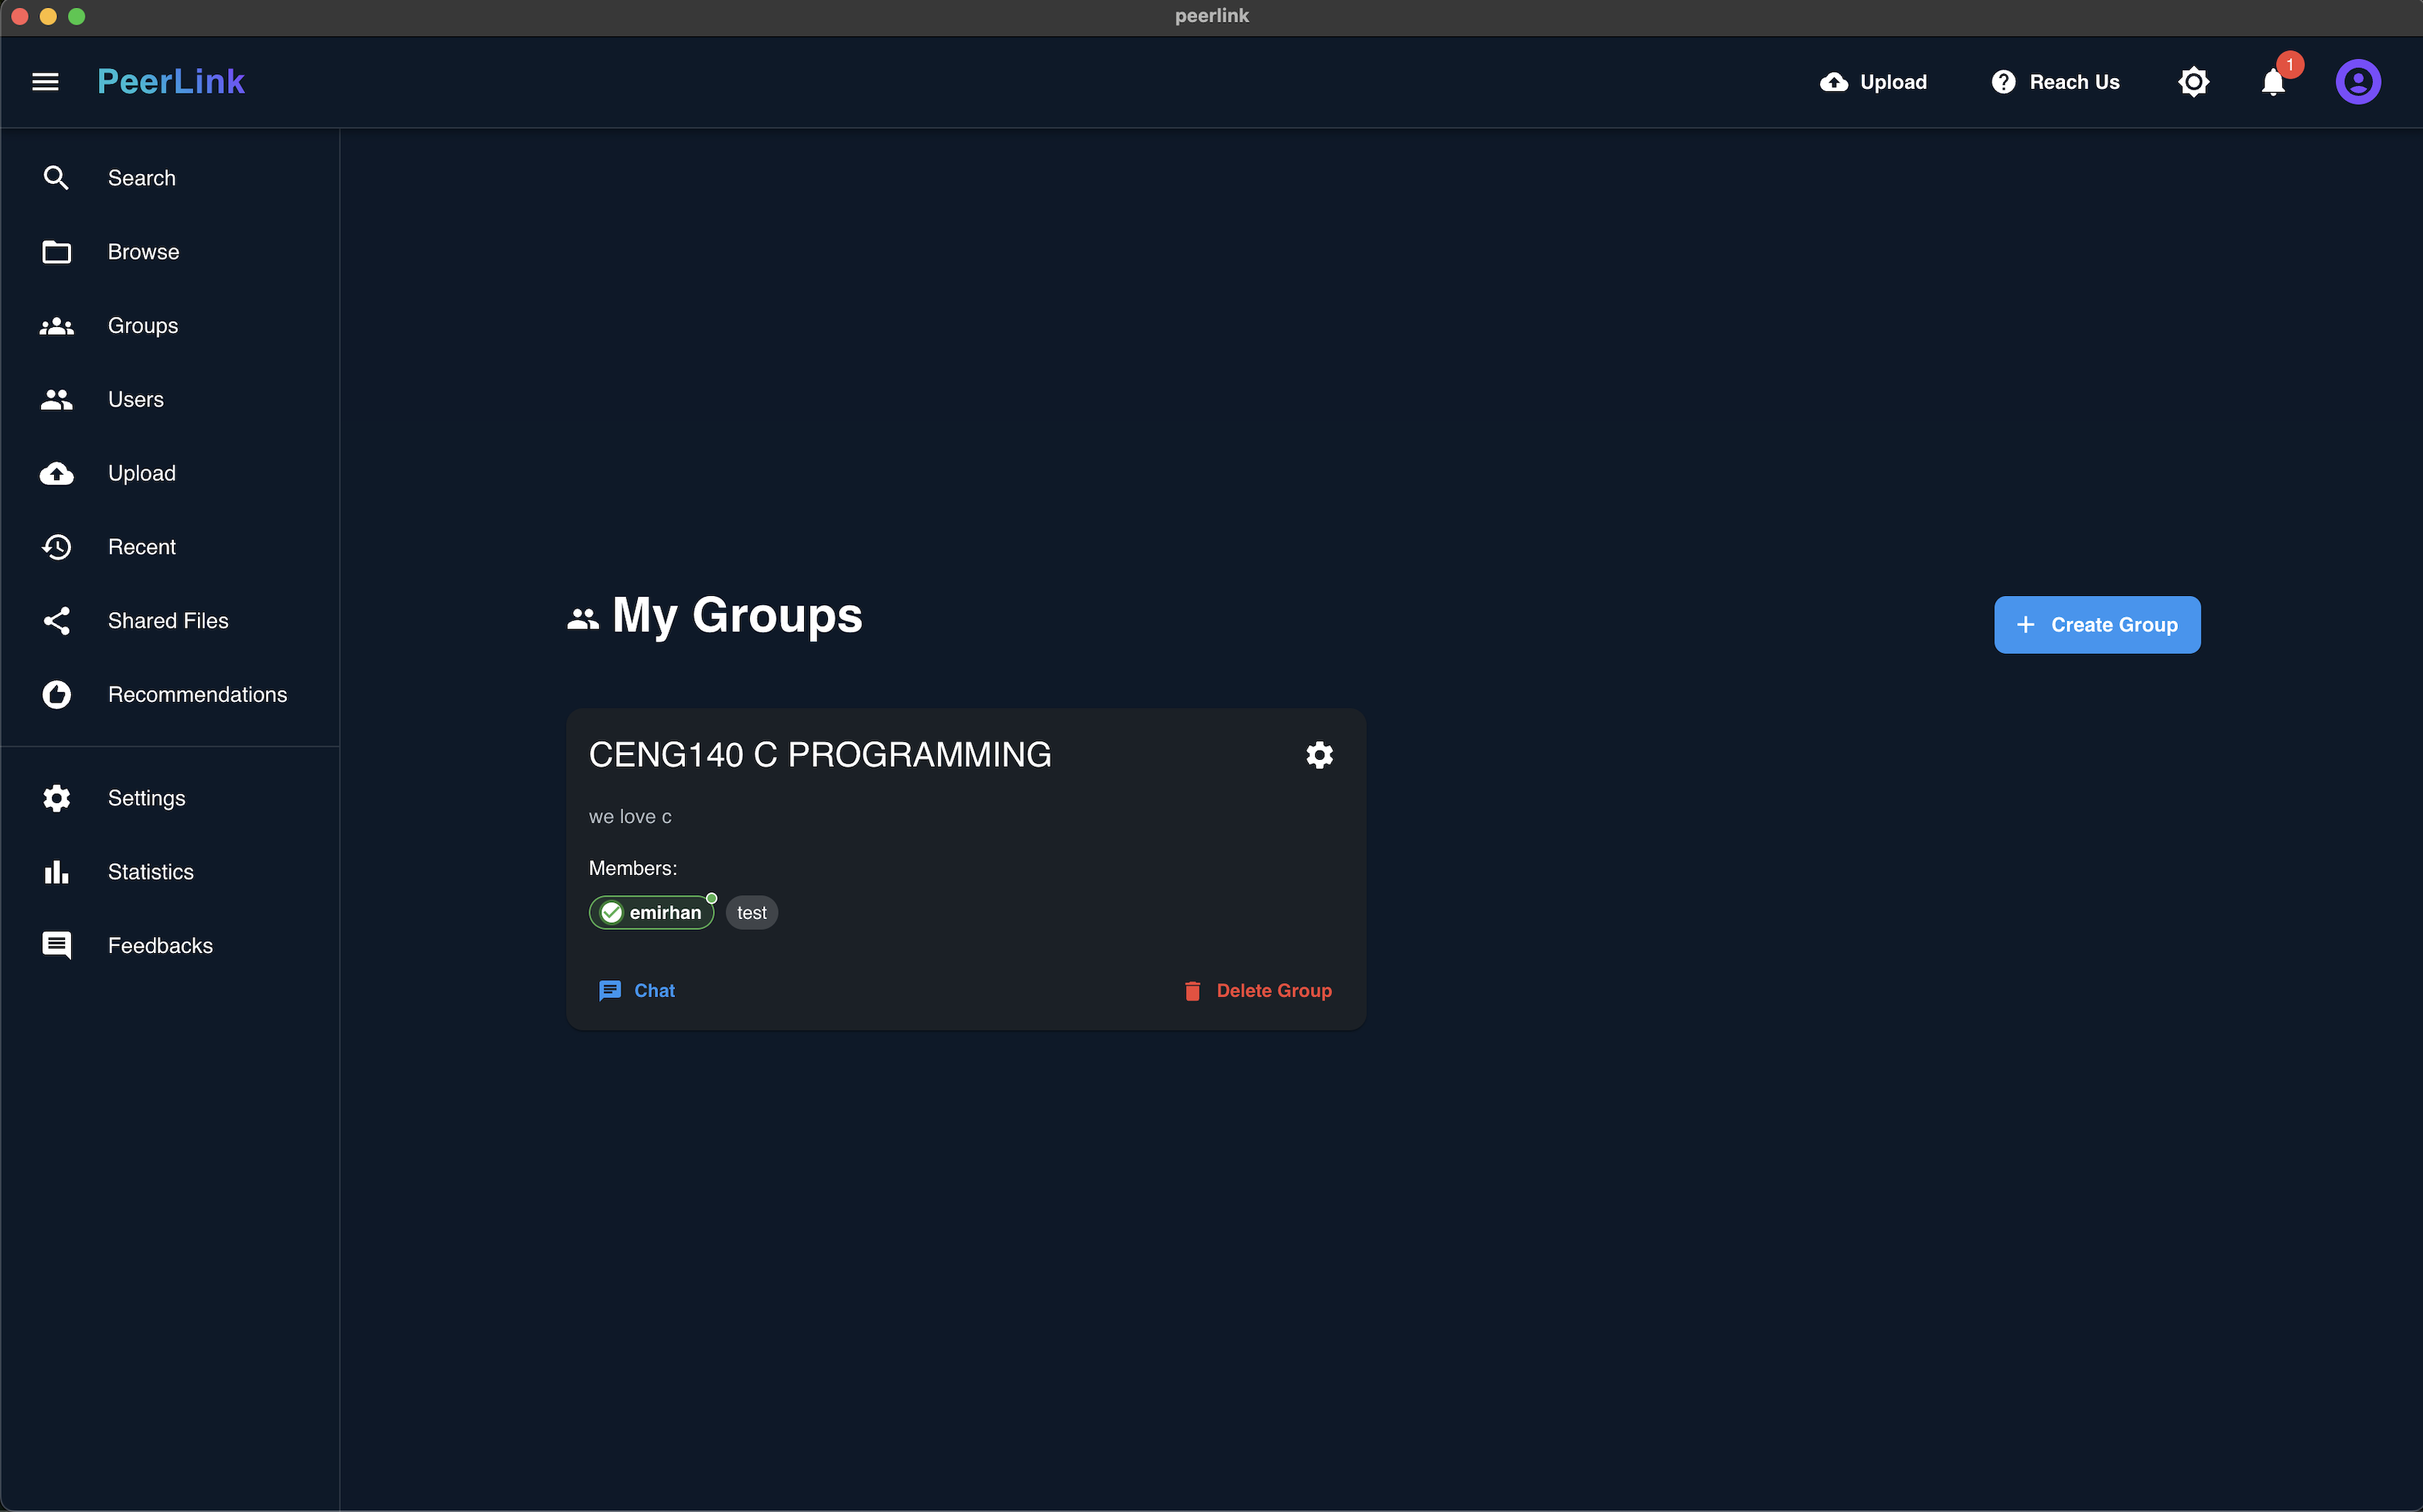 peerlink
PeerLink
Upload
Reach Us
1
Search
Browse
Groups
Users
Upload
Recent
Shared Files
Recommendations
Settings
Statistics
Feedbacks
My Groups
+ Create Group
CENG140 C PROGRAMMING
we love c
Members:
emirhan test
Chat
Delete Group